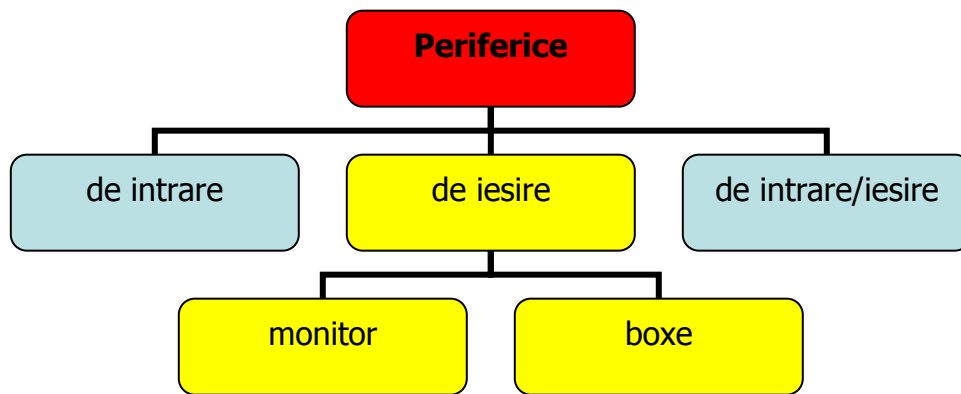 Periferice
de intrare
de iesire
de intrare/iesire
monitor
boxe